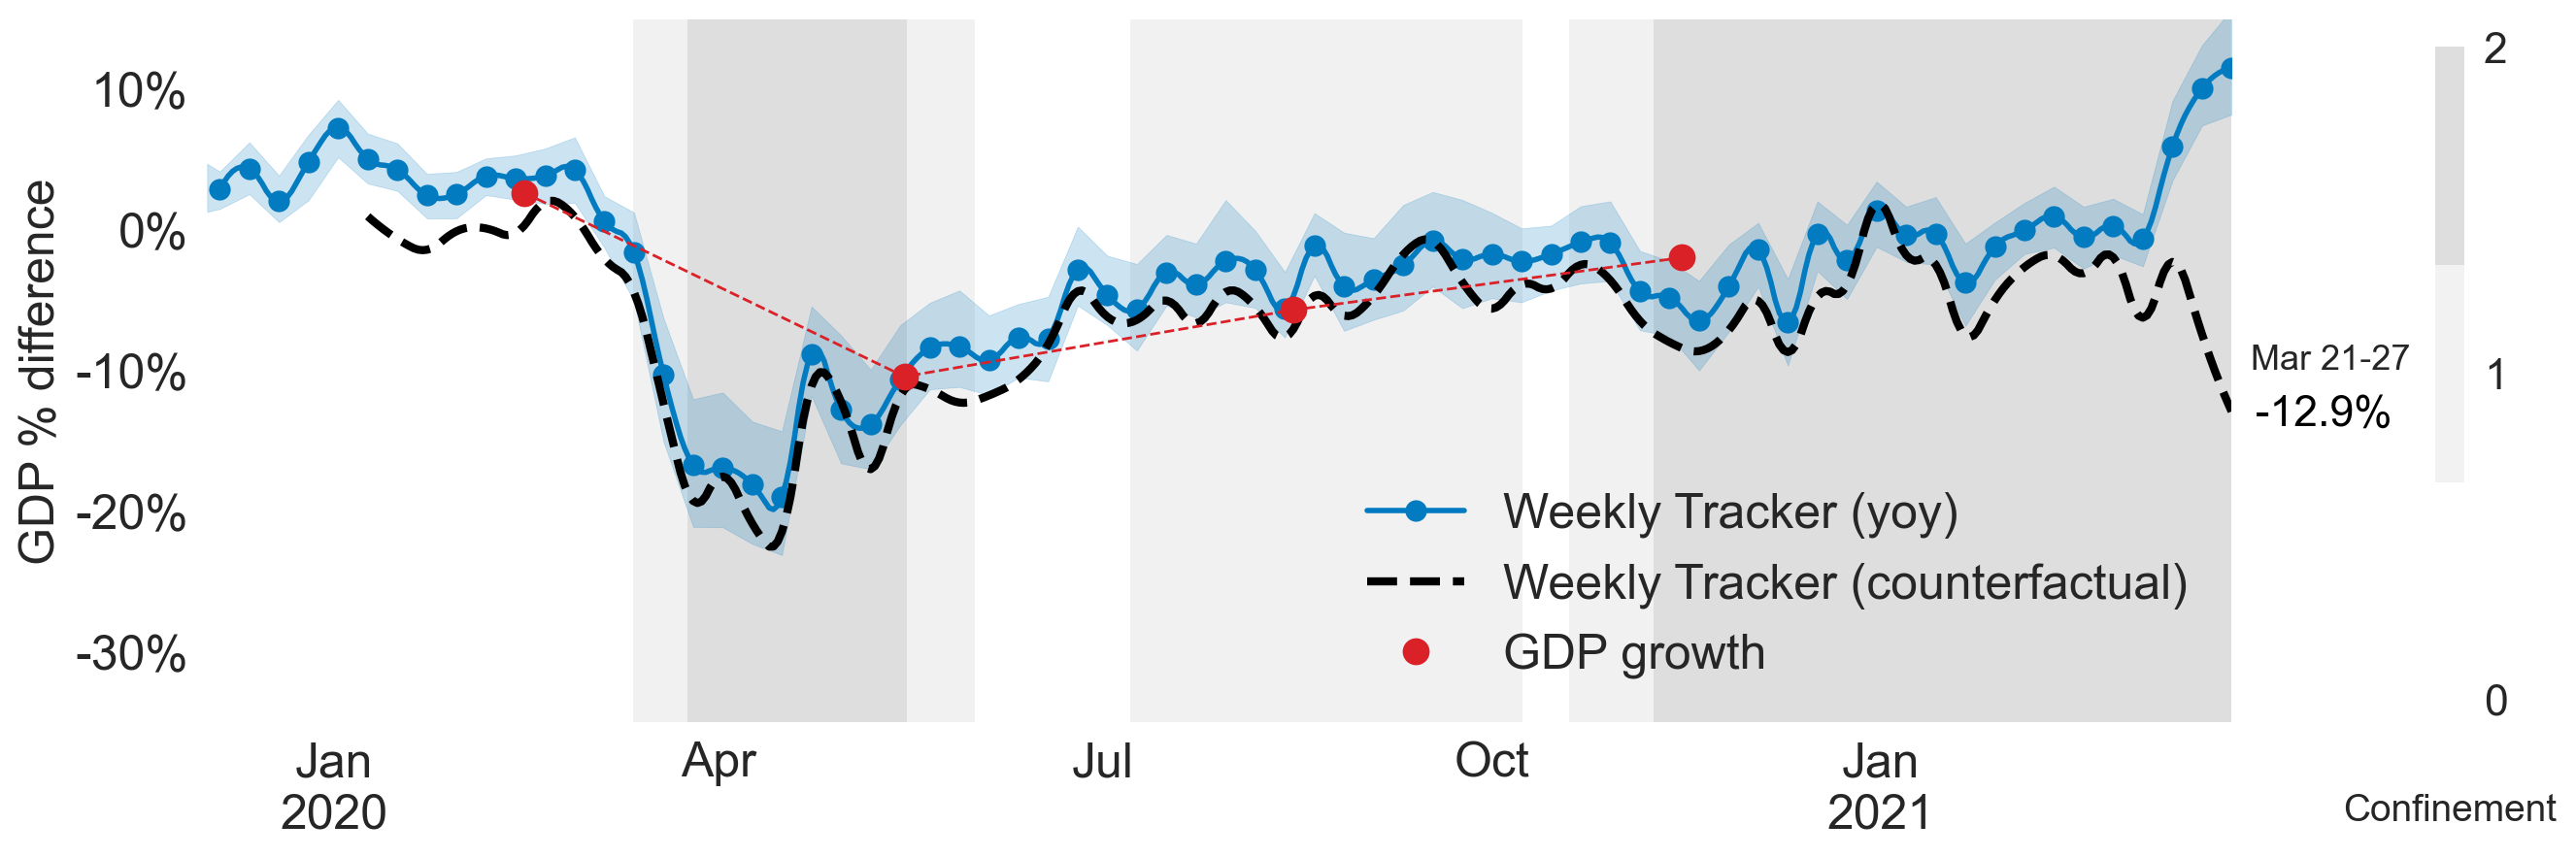 GDP % difference
10%
0%
-10%
-20%
-30%
Jan
2020
Apr
Jul
Oct
Jan
2021
Weekly Tracker (yoy)
Weekly Tracker (counterfactual)
GDP growth
Mar 21-27
-12.9%
2
1
0
Confinement